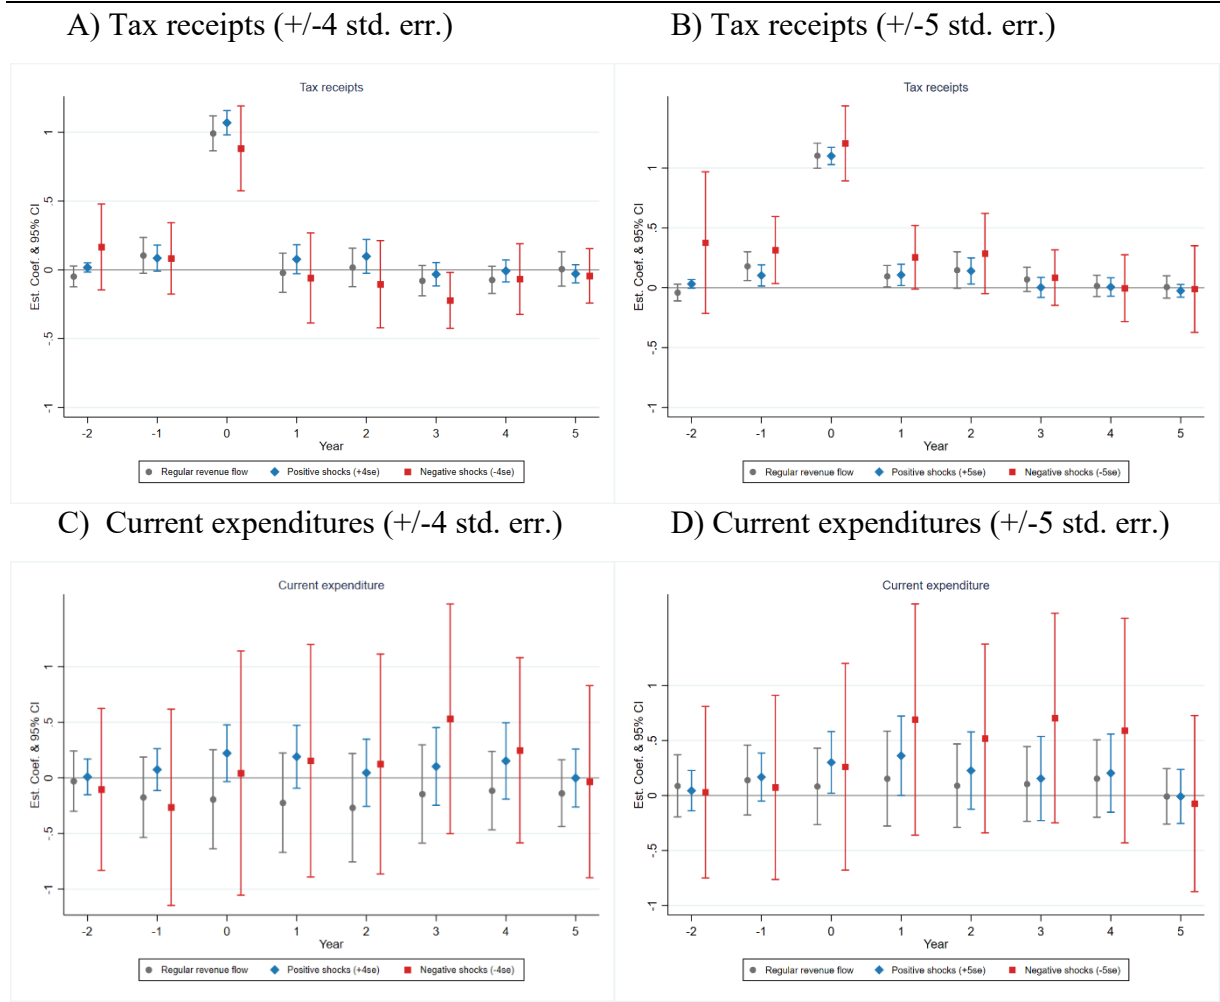 A) Tax receipts (+/-4 std. err.)
B) Tax receipts (+/-5 std. err.)
Tax receipts
Est. Coef. & 95% CI
1
.5
0
-.5
-1
-2 -1 0 1 2 3 4 5
Year
Regular revenue flow Positive shocks (+4se) Negative shocks (-4se)
Tax receipts
Est. Coef. & 95% CI
1
.5
0
-.5
-1
-2 -1 0 1 2 3 4 5
Year
Regular revenue flow Positive shocks (+5se) Negative shocks (-5se)
C) Current expenditures (+/-4 std. err.)
D) Current expenditures (+/-5 std. err.)
Current expenditure
Est. Coef. & 95% CI
1
.5
0
-.5
-1
-2 -1 0 1 2 3 4 5
Year
Regular revenue flow Positive shocks (+4se) Negative shocks (-4se)
Current expenditure
Est. Coef. & 95% CI
1
.5
0
-.5
-1
-2 -1 0 1 2 3 4 5
Year
Regular revenue flow Positive shocks (+5se) Negative shocks (-5se)